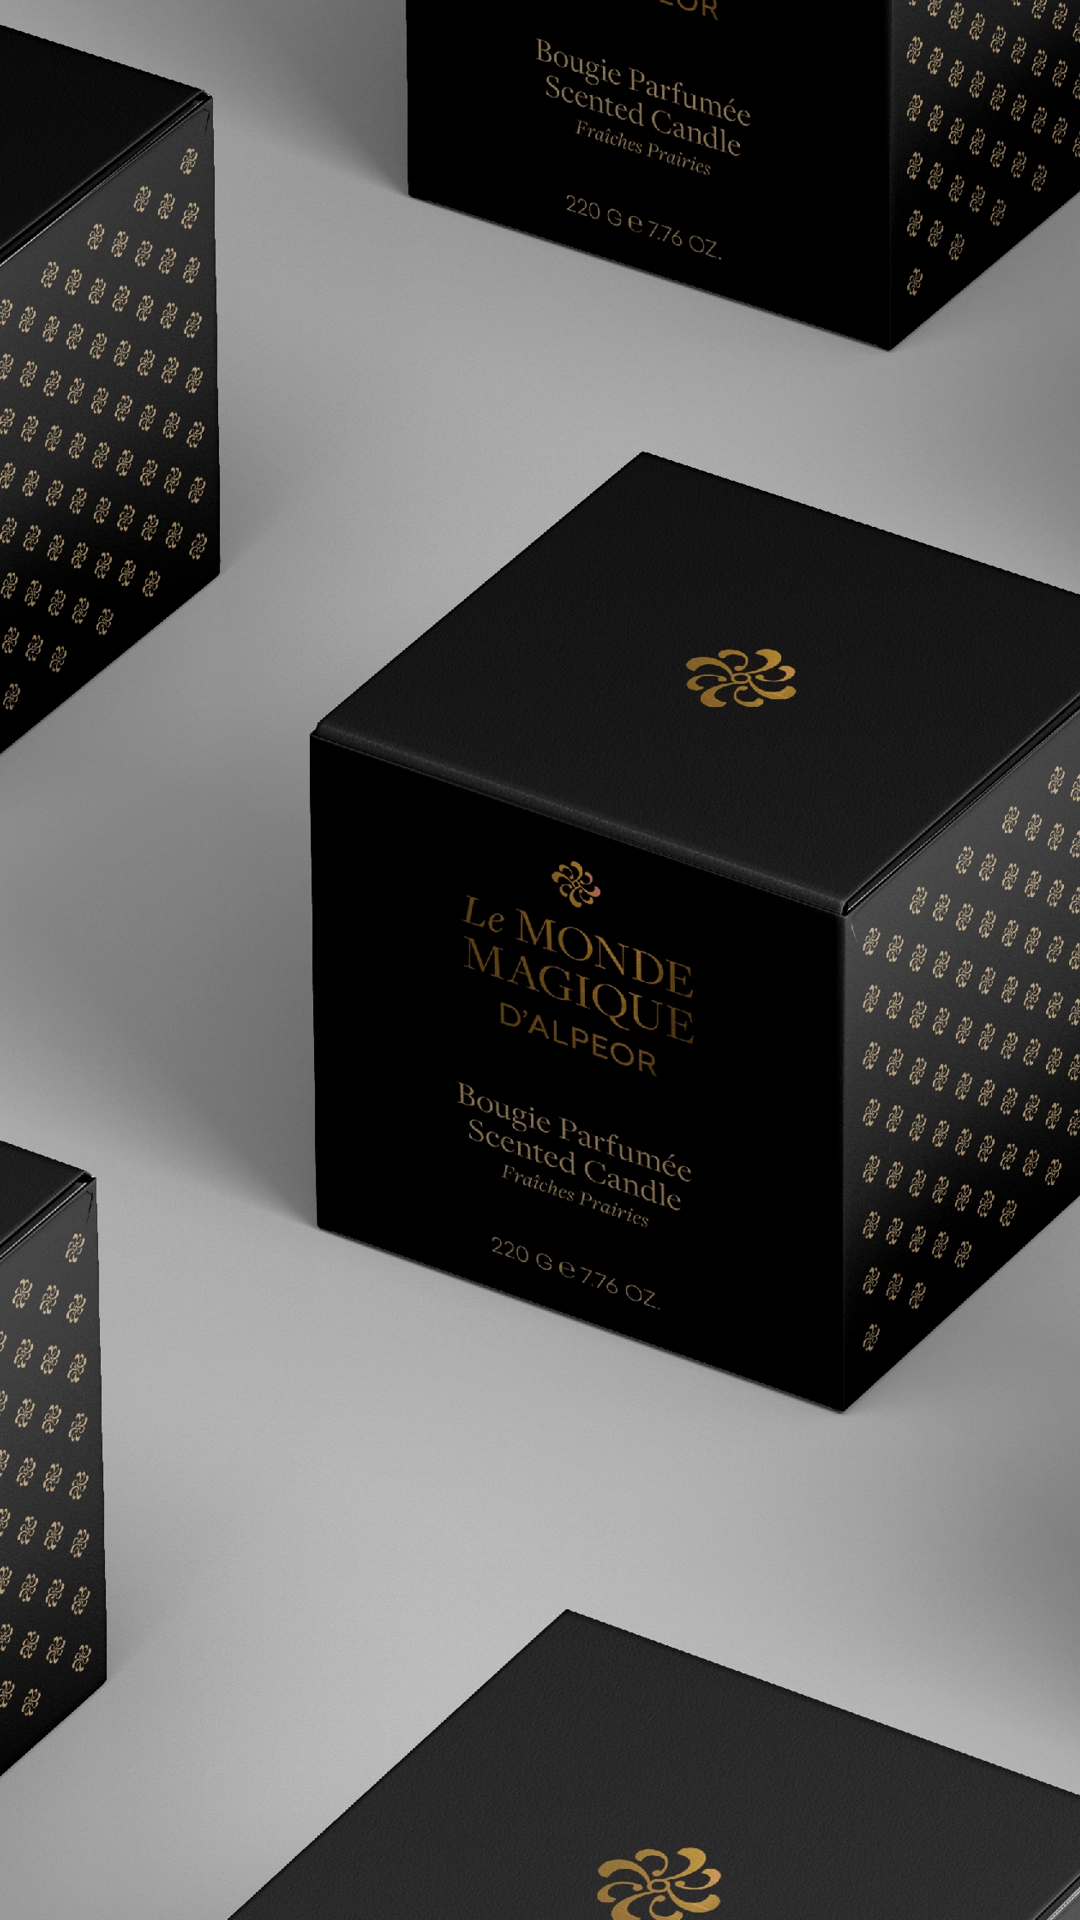 Bougie Parfumée
Scented Candle
Fraîches Prairies
220 G ℮ 7.76 OZ.
Le MONDE
MAGIQUE
D’ALPEOR
Bougie Parfumée
Scented Candle
Fraîches Prairies
220 G ℮ 7.76 OZ.